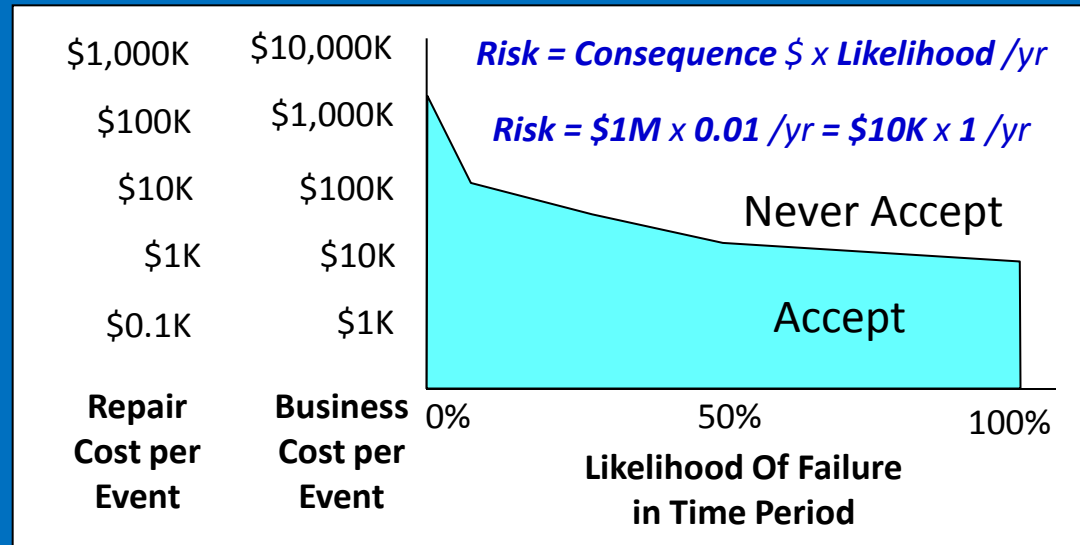 $1,000K $10,000K Risk = Consequence $ x Likelihood /yr
$100K $1,000K Risk = $1M x 0.01 /yr = $10K x 1 /yr
$10K $100K Never Accept
$1K $10K
$0.1K $1K Accept
Repair Business 0% 50% 100%
Cost per Cost per Likelihood Of Failure
Event Event in Time Period